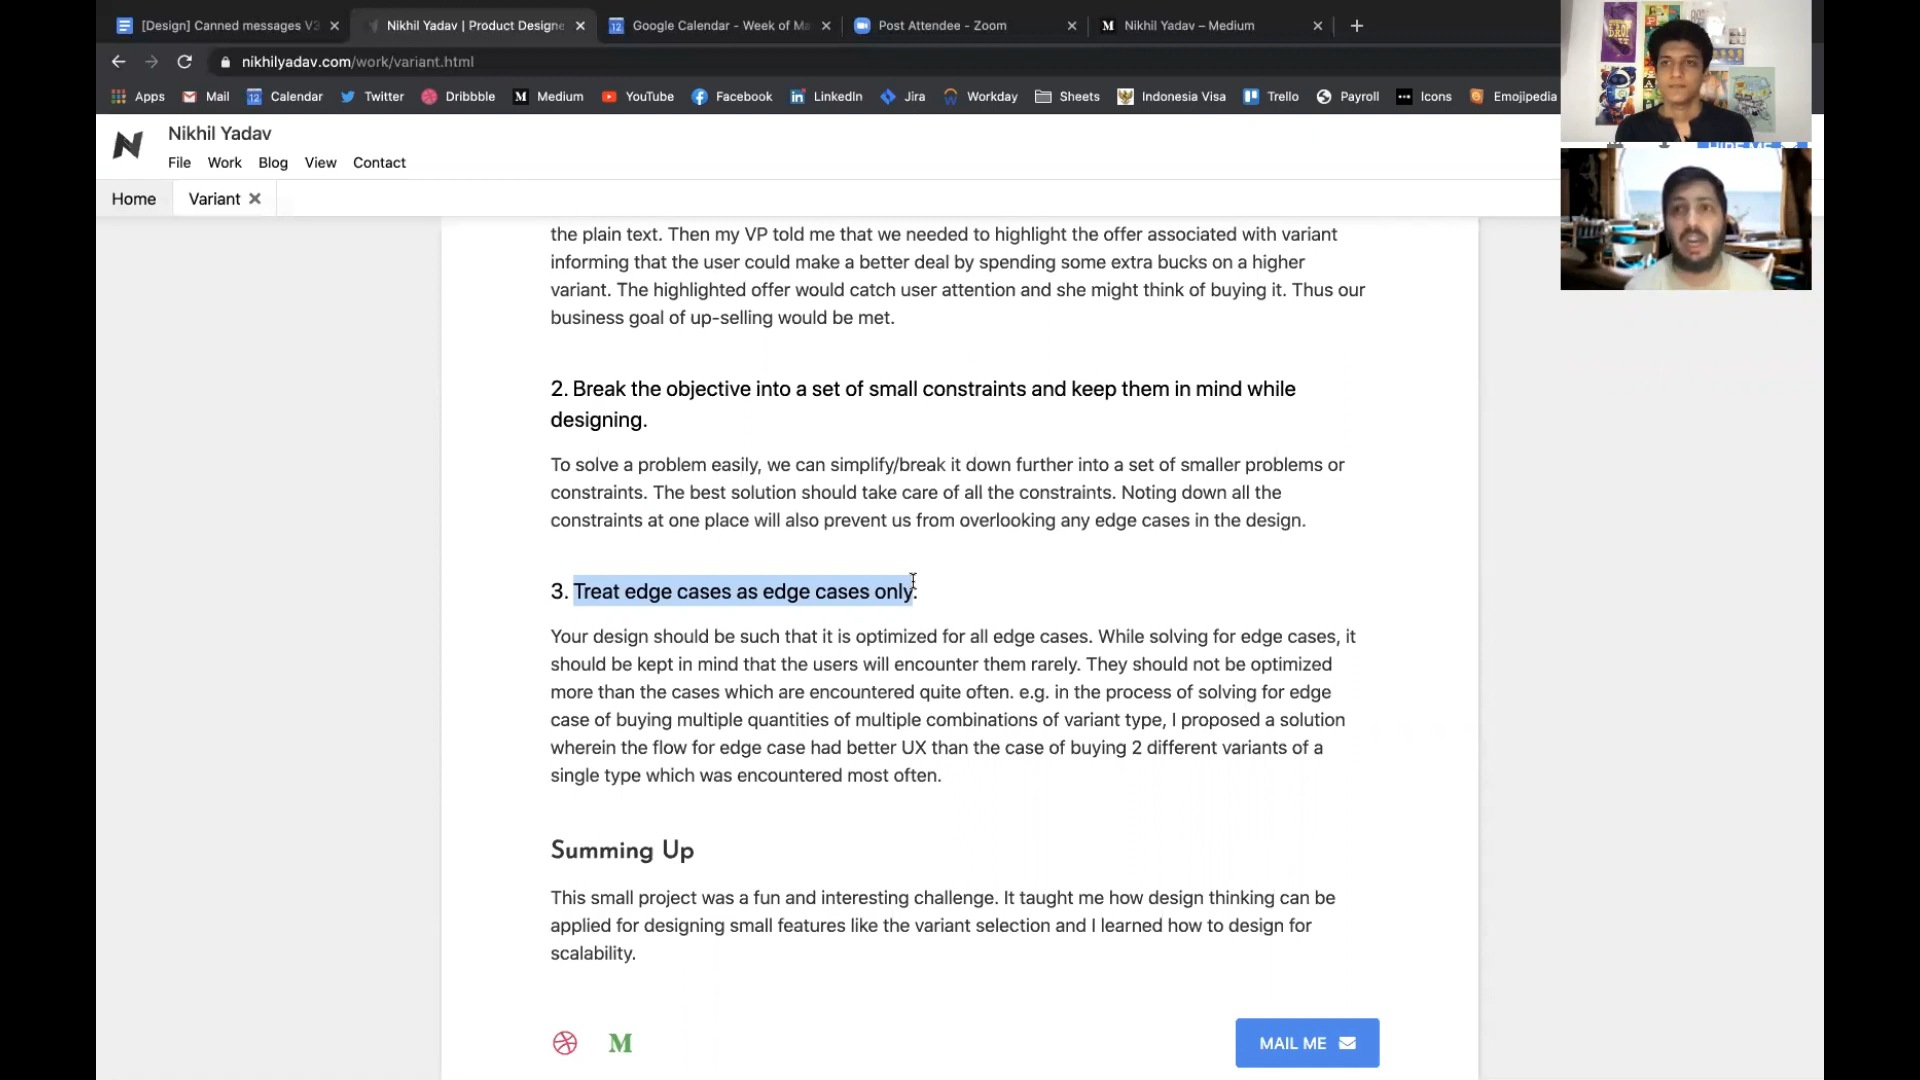 [Design] Canned messages V3
Nikhil Yadav | Product Designe
Google Calendar - Week of Ma
Post Attendee - Zoom
Nikhil Yadav – Medium
nikhilyadav.com/work/variant.html
Apps
Mail
Calendar
Twitter
Dribbble
Medium
YouTube
Facebook
LinkedIn
Jira
Workday
Sheets
Indonesia Visa
Trello
Payroll
Icons
Emojipedia
Nikhil Yadav
File Work Blog View Contact
HIRE ME
Home
Variant
the plain text. Then my VP told me that we needed to highlight the offer associated with variant
informing that the user could make a better deal by spending some extra bucks on a higher
variant. The highlighted offer would catch user attention and she might think of buying it. Thus our
business goal of up-selling would be met.
2. Break the objective into a set of small constraints and keep them in mind while
designing.
To solve a problem easily, we can simplify/break it down further into a set of smaller problems or
constraints. The best solution should take care of all the constraints. Noting down all the
constraints at one place will also prevent us from overlooking any edge cases in the design.
3. Treat edge cases as edge cases only.
Your design should be such that it is optimized for all edge cases. While solving for edge cases, it
should be kept in mind that the users will encounter them rarely. They should not be optimized
more than the cases which are encountered quite often. e.g. in the process of solving for edge
case of buying multiple quantities of multiple combinations of variant type, I proposed a solution
wherein the flow for edge case had better UX than the case of buying 2 different variants of a
single type which was encountered most often.
Summing Up
This small project was a fun and interesting challenge. It taught me how design thinking can be
applied for designing small features like the variant selection and I learned how to design for
scalability.
M
MAIL ME